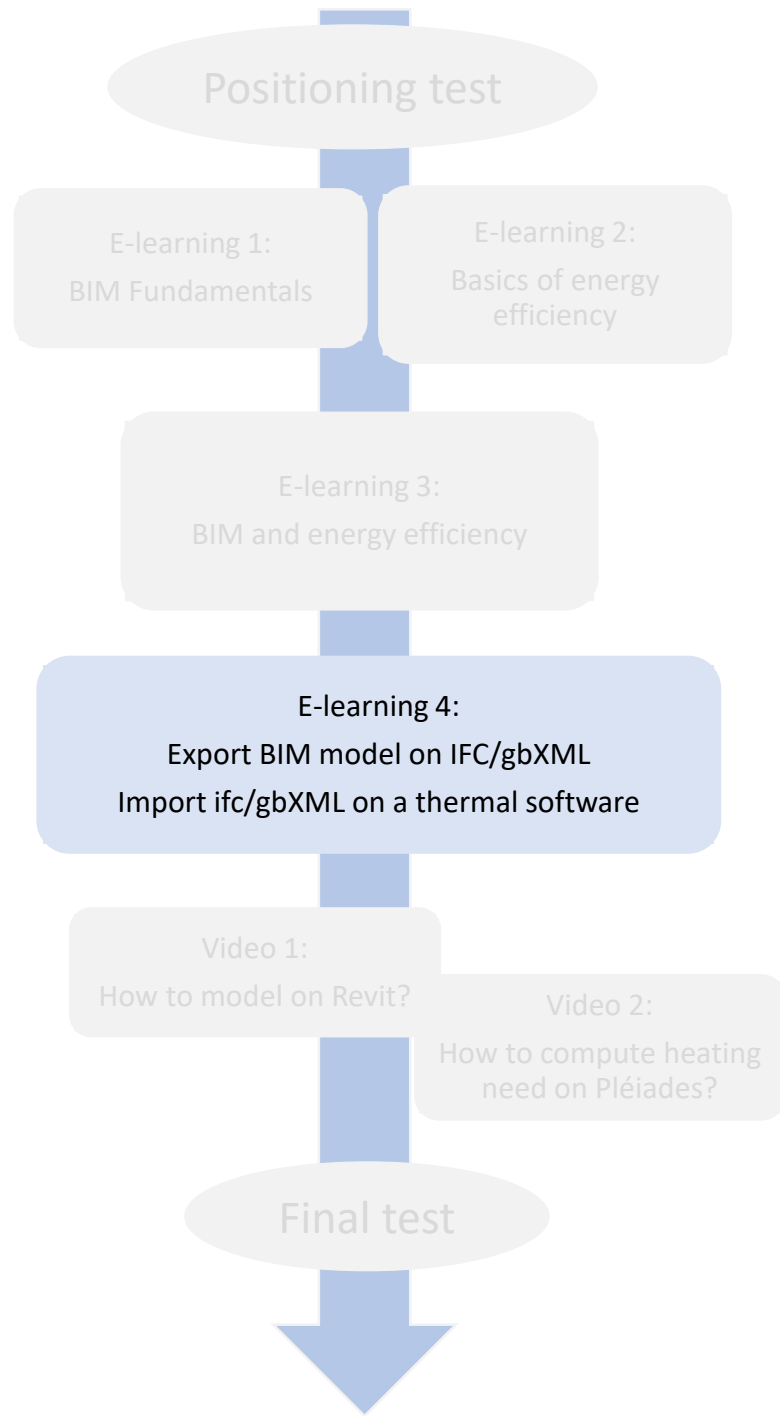 Positioning test
E-learning 1:
BIM Fundamentals
E-learning 2:
Basics of energy
efficiency
E-learning 3:
BIM and energy efficiency
E-learning 4:
Export BIM model on IFC/gbXML
Import ifc/gbXML on a thermal software
Video 1:
How to model on Revit?
Video 2:
How to compute heating
need on Pléiades?
Final test